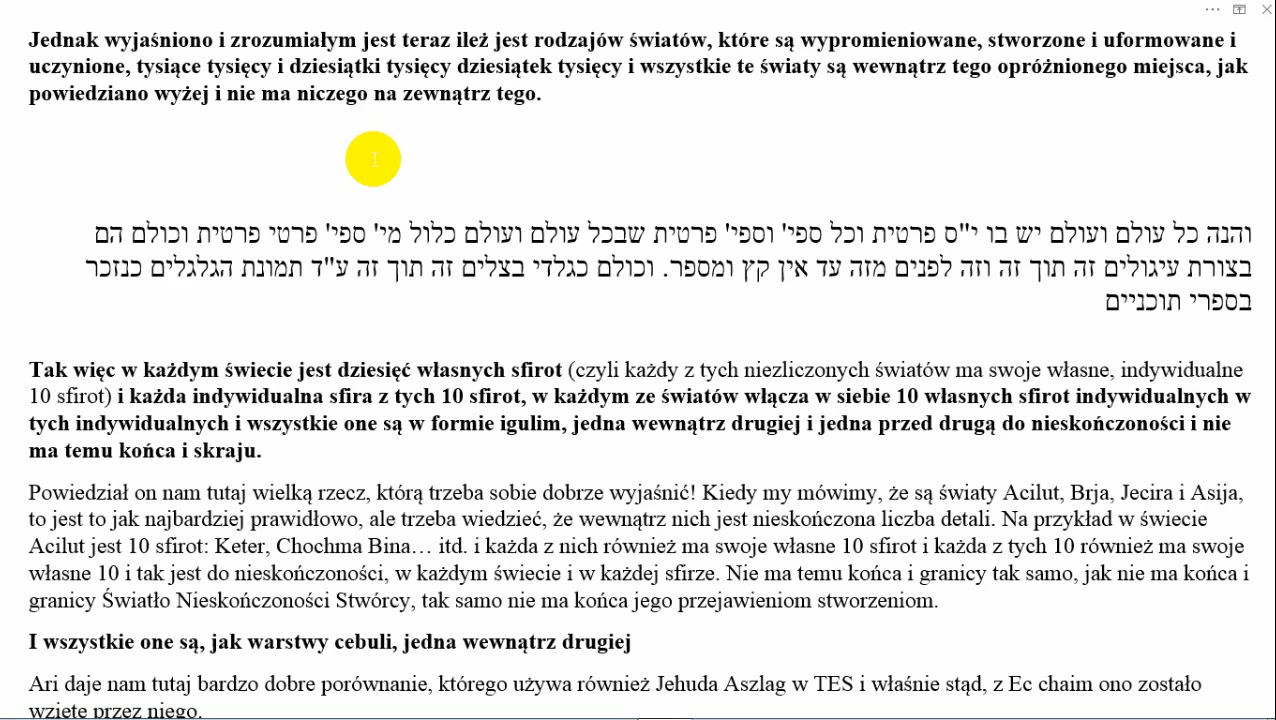 Jednak wyjaśniono i zrozumiałym jest teraz ileż jest rodzajów światów, które są wypromieniowane, stworzone i uformowane i
uczynione, tysiące tysięcy i dziesiątki tysięcy dziesiątek tysięcy i wszystkie te światy są wewnątrz tego opróżnionego miejsca, jak
powiedziano wyżej i nie ma niczego na zewnątrz tego.
והנה כל עולם ועולם יש בו י"ס פרטית וכל ספי' וספי' פרטית שבכל עולם ועולם כלול מי' ספי' פרטי פרטית וכולם הם
בצורת עיגולים זה תוך זה וזה לפנים מזה עד אין קץ ומספר. וכולם כגלדי בצלים זה תוך זה ע"ד תמונת הגלגלים כנזכר
בספרי תוכניים
Tak więc w każdym świecie jest dziesięć własnych sfirot (czyli każdy z tych niezliczonych światów ma swoje własne, indywidualne
10 sfirot) i każda indywidualna sfira z tych 10 sfirot, w każdym ze światów włącza w siebie 10 własnych sfirot indywidualnych w
tych indywidualnych i wszystkie one są w formie igulim, jedna wewnątrz drugiej i jedna przed drugą do nieskończoności i nie
ma temu końca i skraju.
Powiedział on nam tutaj wielką rzecz, którą trzeba sobie dobrze wyjaśnić! Kiedy my mówimy, że są światy Acilut, Brja, Jecira i Asija,
to jest to jak najbardziej prawidłowo, ale trzeba wiedzieć, że wewnątrz nich jest nieskończona liczba detali. Na przykład w świecie
Acilut jest 10 sfirot: Keter, Chochma Bina… itd. i każda z nich również ma swoje własne 10 sfirot i każda z tych 10 również ma swoje
własne 10 i tak jest do nieskończoności, w każdym świecie i w każdej sfirze. Nie ma temu końca i granicy tak samo, jak nie ma końca i
granicy Światło Nieskończoności Stwórcy, tak samo nie ma końca jego przejawieniom stworzeniom.
I wszystkie one są, jak warstwy cebuli, jedna wewnątrz drugiej
Ari daje nam tutaj bardzo dobre porównanie, którego używa również Jehuda Aszlag w TES i właśnie stąd, z Ec chaim ono zostało
wzięte przez niego.